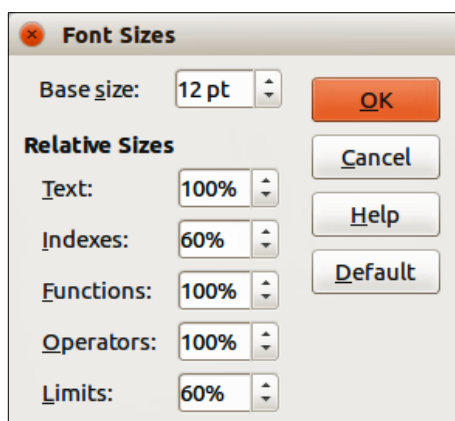 Font Sizes
Base size: 12 pt
OK
Relative Sizes
Cancel
Text: 100%
Help
Indexes: 60%
Default
Functions: 100%
Operators: 100%
Limits: 60%